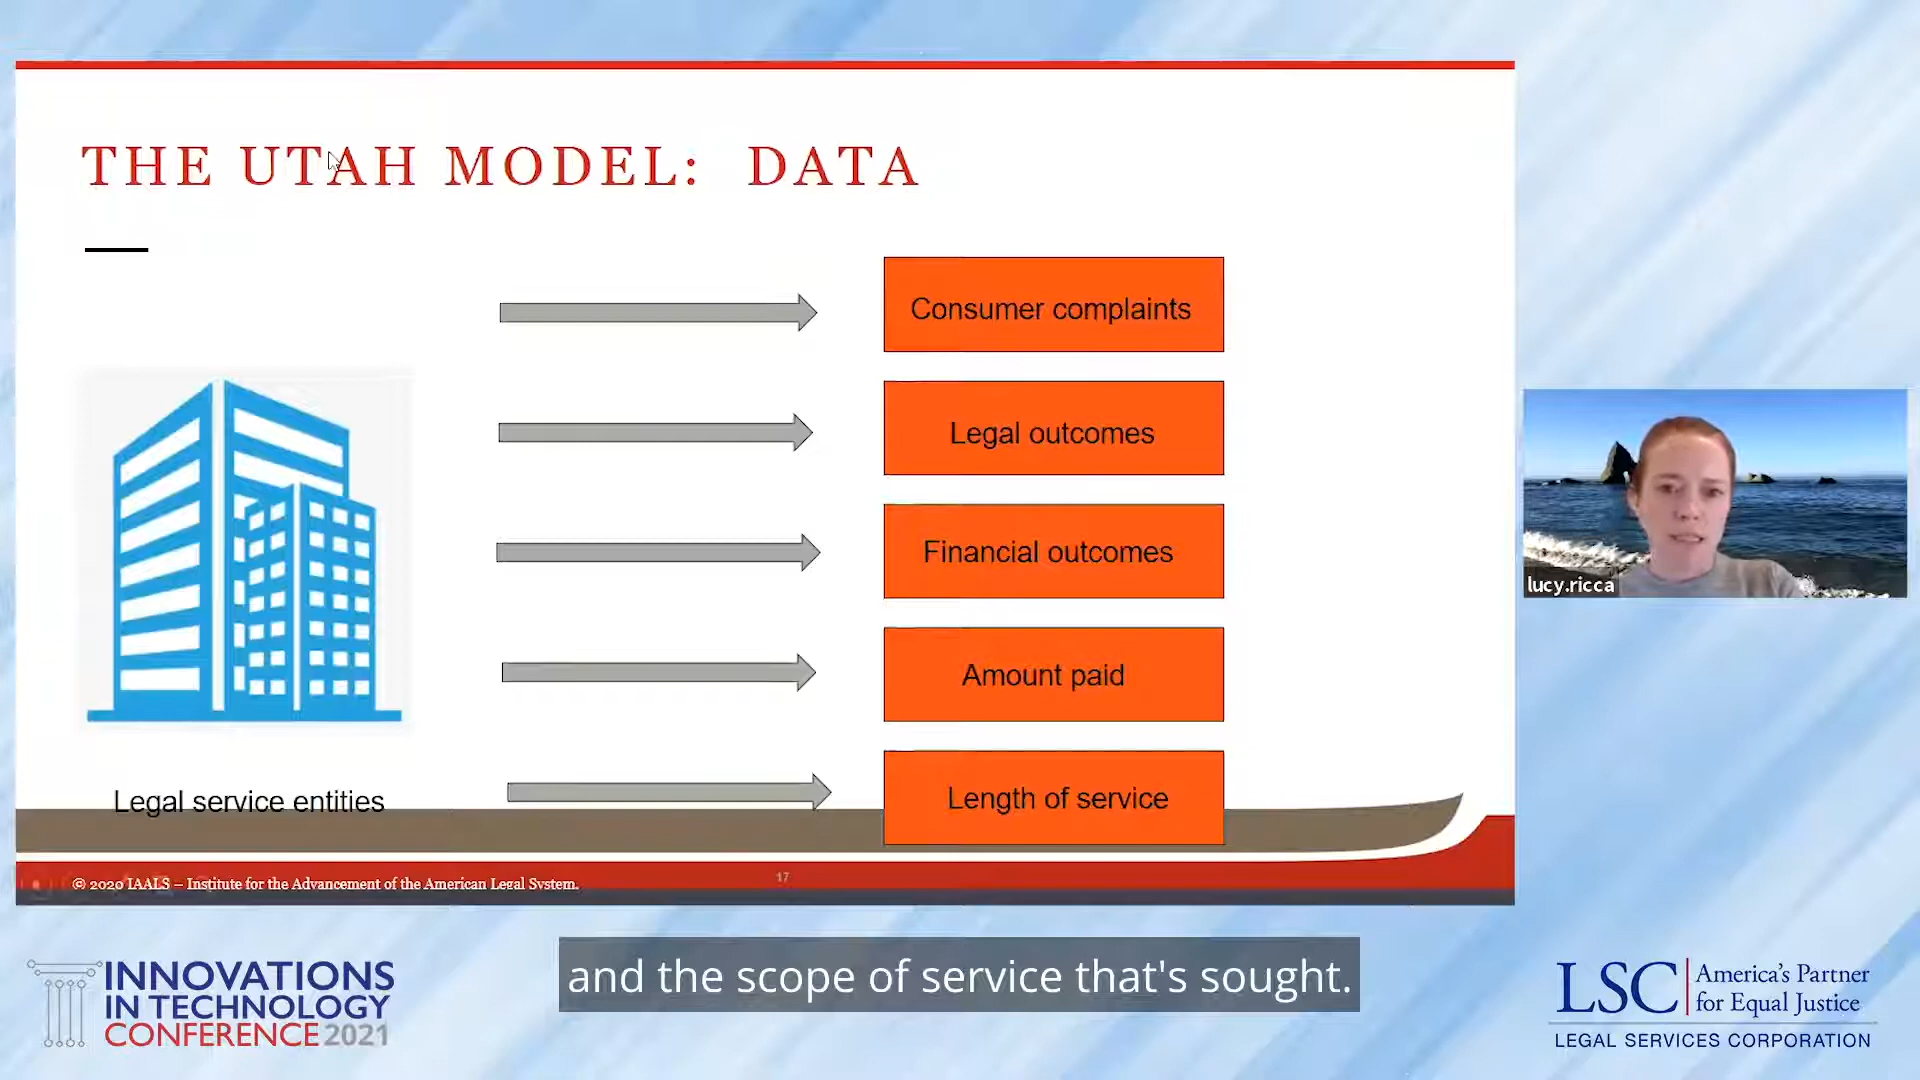 THE UTAH MODEL: DATA
Consumer complaints
Legal outcomes
Financial outcomes
Amount paid
Length of service
Legal service entities
© 2020 IAALS – Institute for the Advancement of the American Legal System.
17
lucy.ricca
and the scope of service that's sought.
INNOVATIONS
IN TECHNOLOGY
CONFERENCE 2021
LSC
America's Partner
for Equal Justice
LEGAL SERVICES CORPORATION